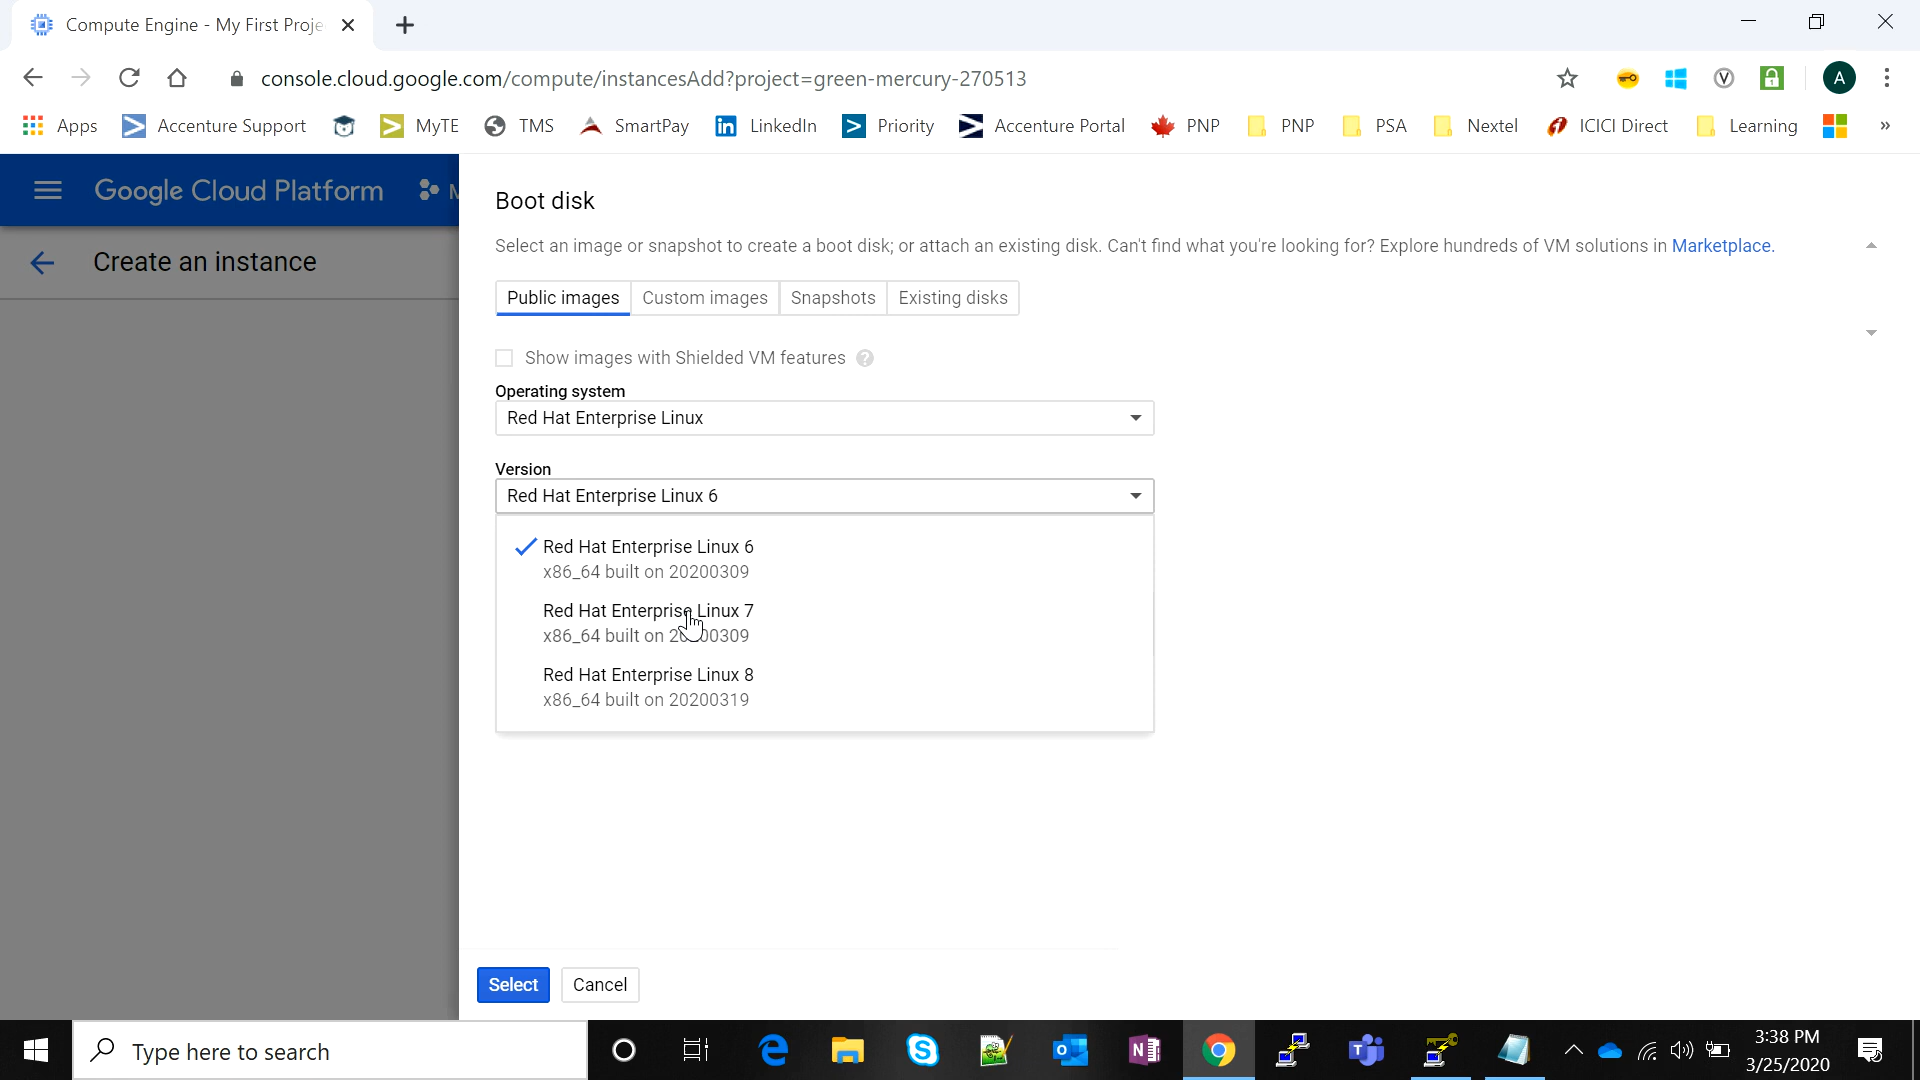 Compute Engine - My First Proje
console.cloud.google.com/compute/instancesAdd?project=green-mercury-270513
A
Apps
Accenture Support
MyTE
TMS
SmartPay
LinkedIn
Priority
Accenture Portal
PNP
PNP
PSA
Nextel
ICICI Direct
Learning
»
Google Cloud Platform
Create an instance
Boot disk
Select an image or snapshot to create a boot disk; or attach an existing disk. Can't find what you're looking for? Explore hundreds of VM solutions in Marketplace.
Public images
Custom images
Snapshots
Existing disks
Show images with Shielded VM features
Operating system
Red Hat Enterprise Linux
Version
Red Hat Enterprise Linux 6
Red Hat Enterprise Linux 6
x86_64 built on 20200309
Red Hat Enterprise Linux 7
x86_64 built on 20200309
Red Hat Enterprise Linux 8
x86_64 built on 20200319
Select
Cancel
Type here to search
3:38 PM
3/25/2020